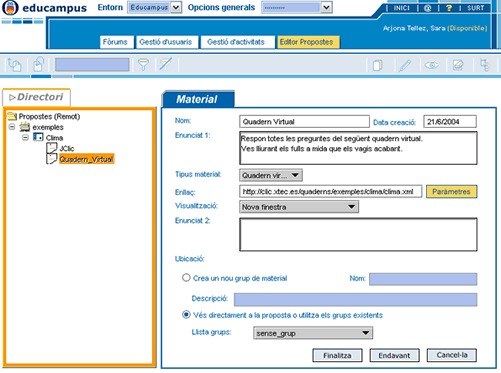 educampus
Entorn
Educampus
Opcions generals
INICI
@
?
SURT
Arjona Tellez, Sara (Disponible)
Fòrums
Gestió d'usuaris
Gestió d'activitats
Editor Propostes
Directori
Material
Propostes (Remot)
exemples
Clima
JClic
Quadern_Virtual
Nom:
Quadern Virtual
Data creació:
21/6/2004
Enunciat 1:
Respon totes les preguntes del següent quadern virtual.
Ves lliurant els fulls a mida que els vagis acabant.
Tipus material:
Quadern vir...
Enllaç:
http://clic.xtec.es/quaderns/exemples/clima/clima.xml
Paràmetres
Visualització:
Nova finestra
Enunciat 2:
Ubicació:
Crea un nou grup de material
Nom:
Descripció:
Vés directament a la proposta o utilitza els grups existents
Llista grups:
sense_grup
Finalitza
Endavant
Cancel·la